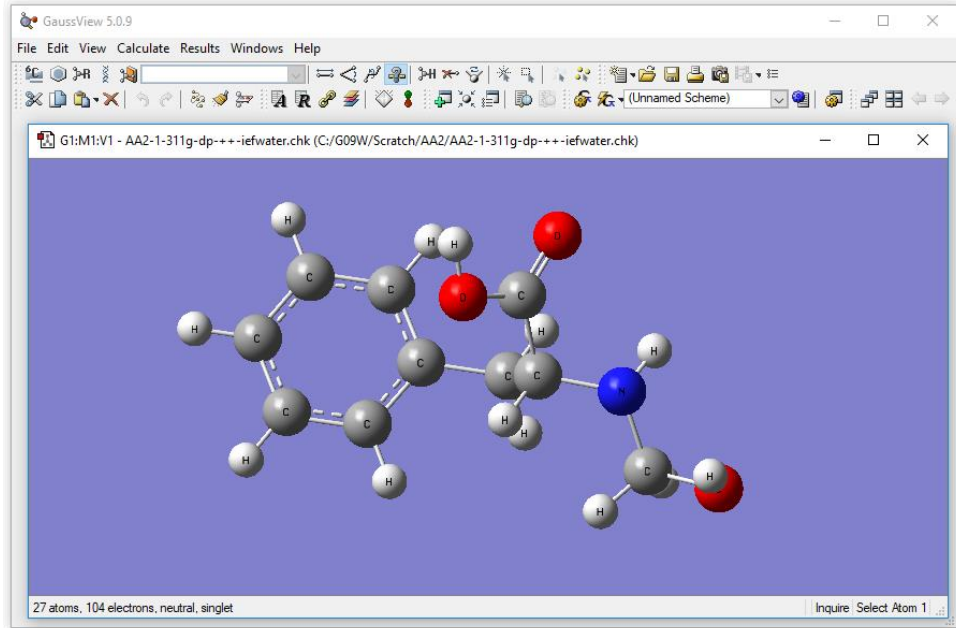 GaussView 5.0.9
File Edit View Calculate Results Windows Help
(Unnamed Scheme)
G1:M1:V1 - AA2-1-311g-dp-++-iefwater.chk (C:/G09W/Scratch/AA2/AA2-1-311g-dp-++-iefwater.chk)
H
H H O
C
C O C
H H H
C
C C C N
H H
C C
H H
H O
H
27 atoms, 104 electrons, neutral, singlet Inquire Select Atom 1